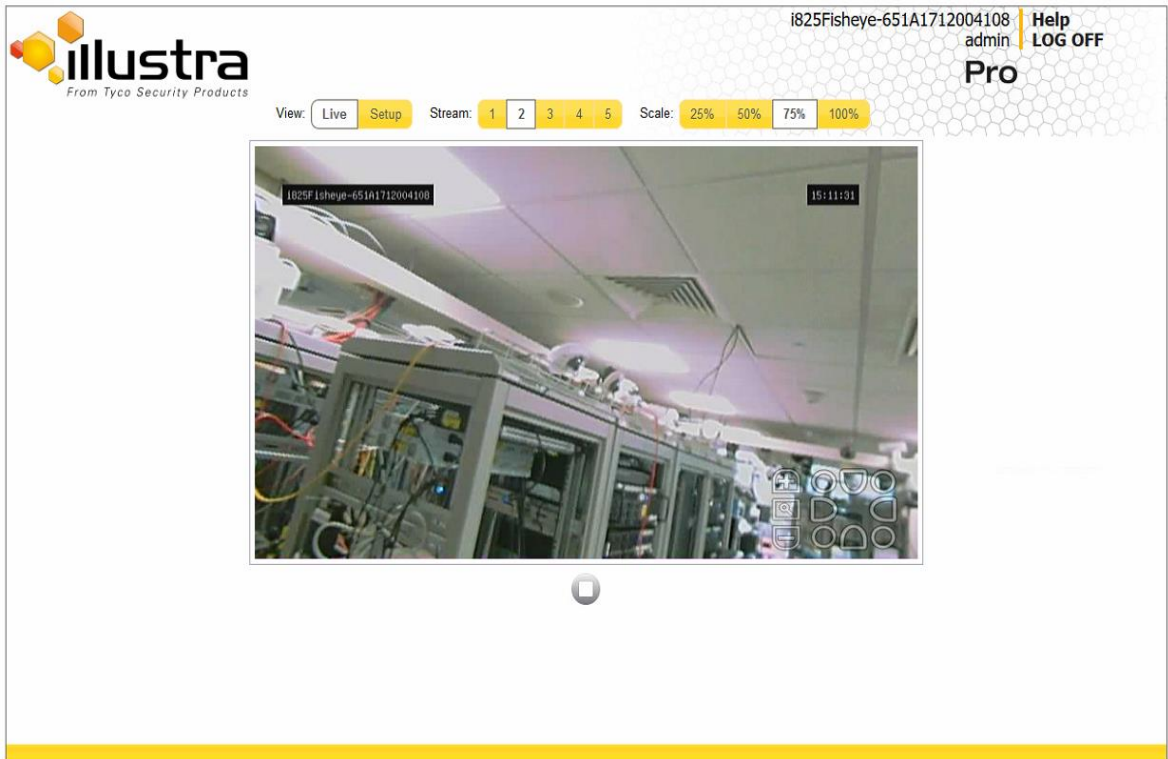 illustra
From Tyco Security Products
i825Fisheye-651A1712004108 Help
admin LOG OFF
Pro
View: Live Setup Stream: 1 2 3 4 5 Scale: 25% 50% 75% 100%
i825Fisheye-651A1712004108 15:11:31